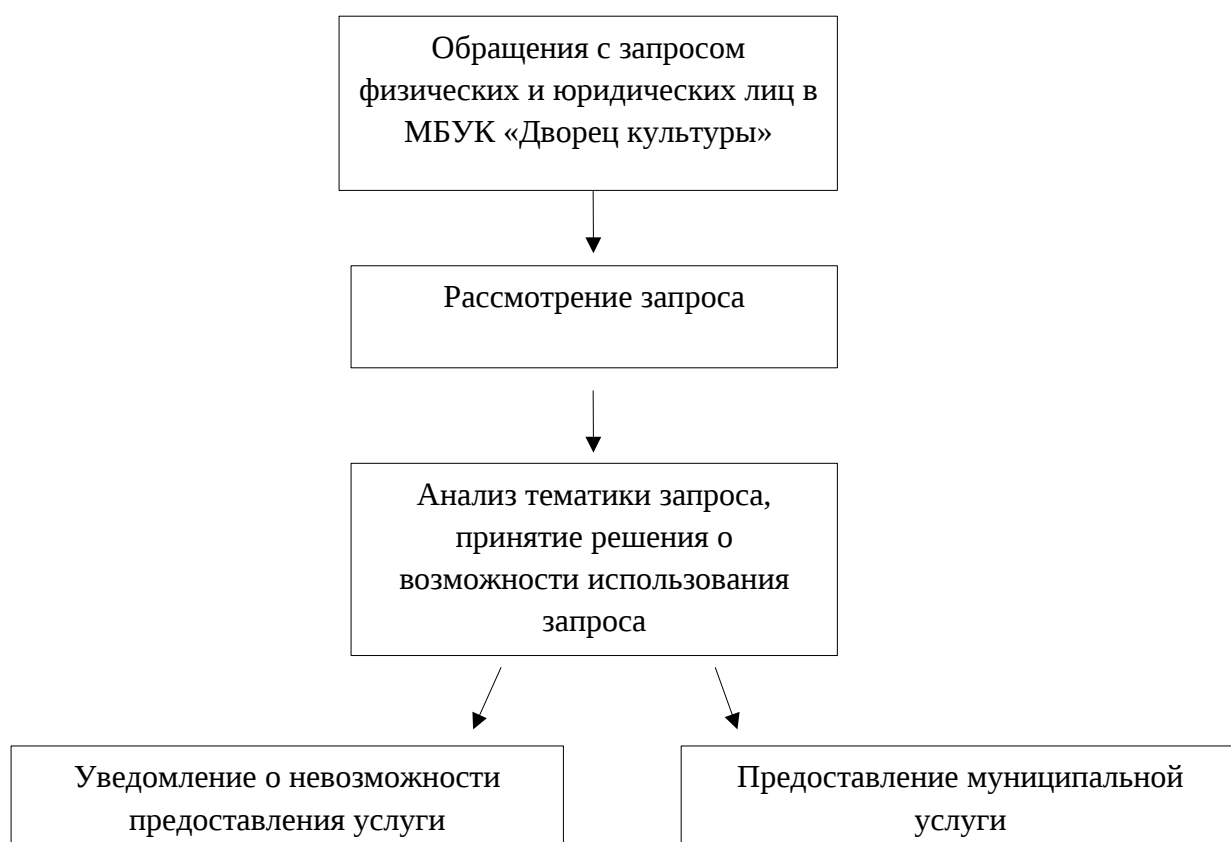 Обращения с запросом
физических и юридических лиц в
МБУК «Дворец культуры»
Рассмотрение запроса
Анализ тематики запроса,
принятие решения о
возможности использования
запроса
Уведомление о невозможности
предоставления услуги
Предоставление муниципальной
услуги